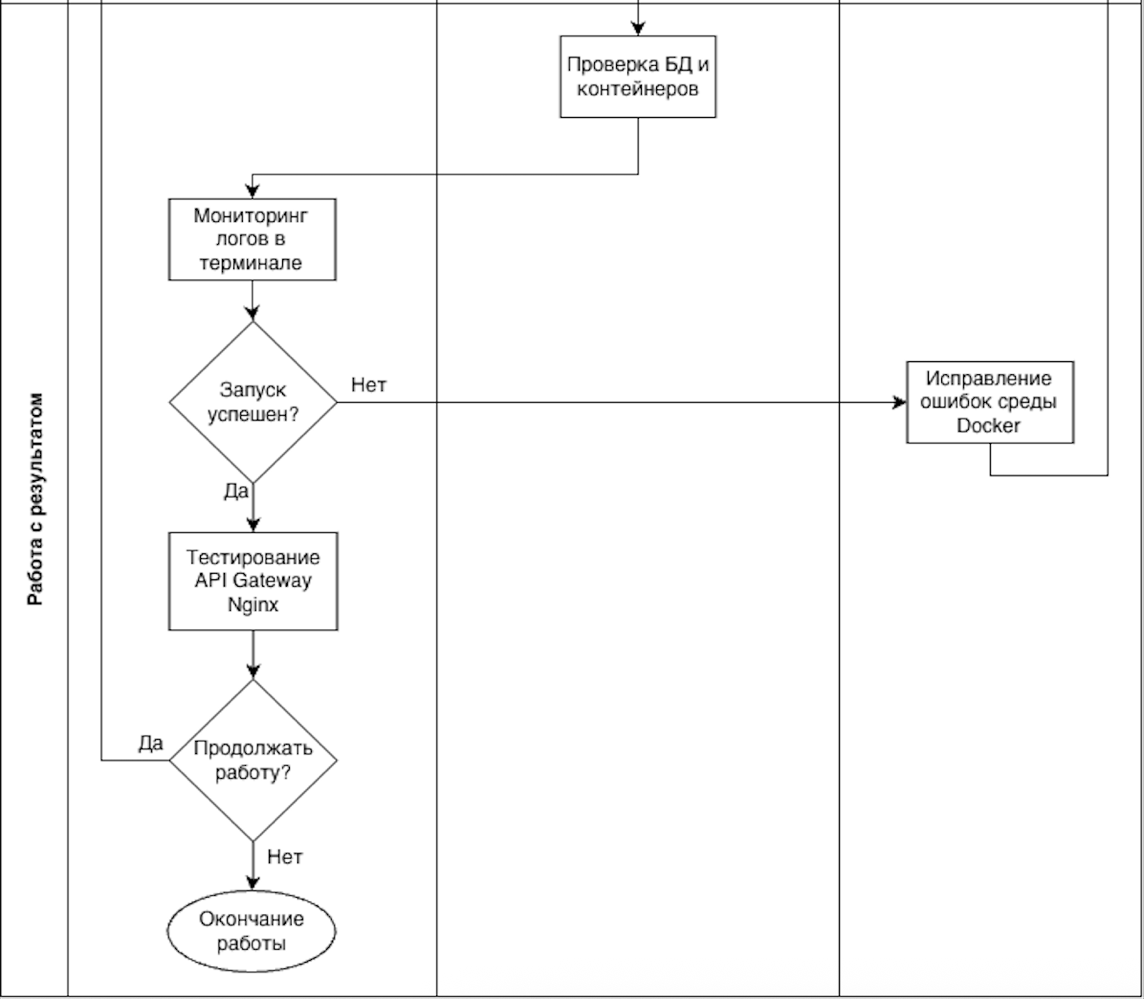 Проверка БД и
контейнеров
Мониторинг
логов в
терминале
Запуск
успешен?
Нет
Исправление
ошибок среды
Docker
Да
Тестирование
API Gateway
Nginx
Работа с результатом
Продолжать
работу?
Да
Нет
Окончание
работы